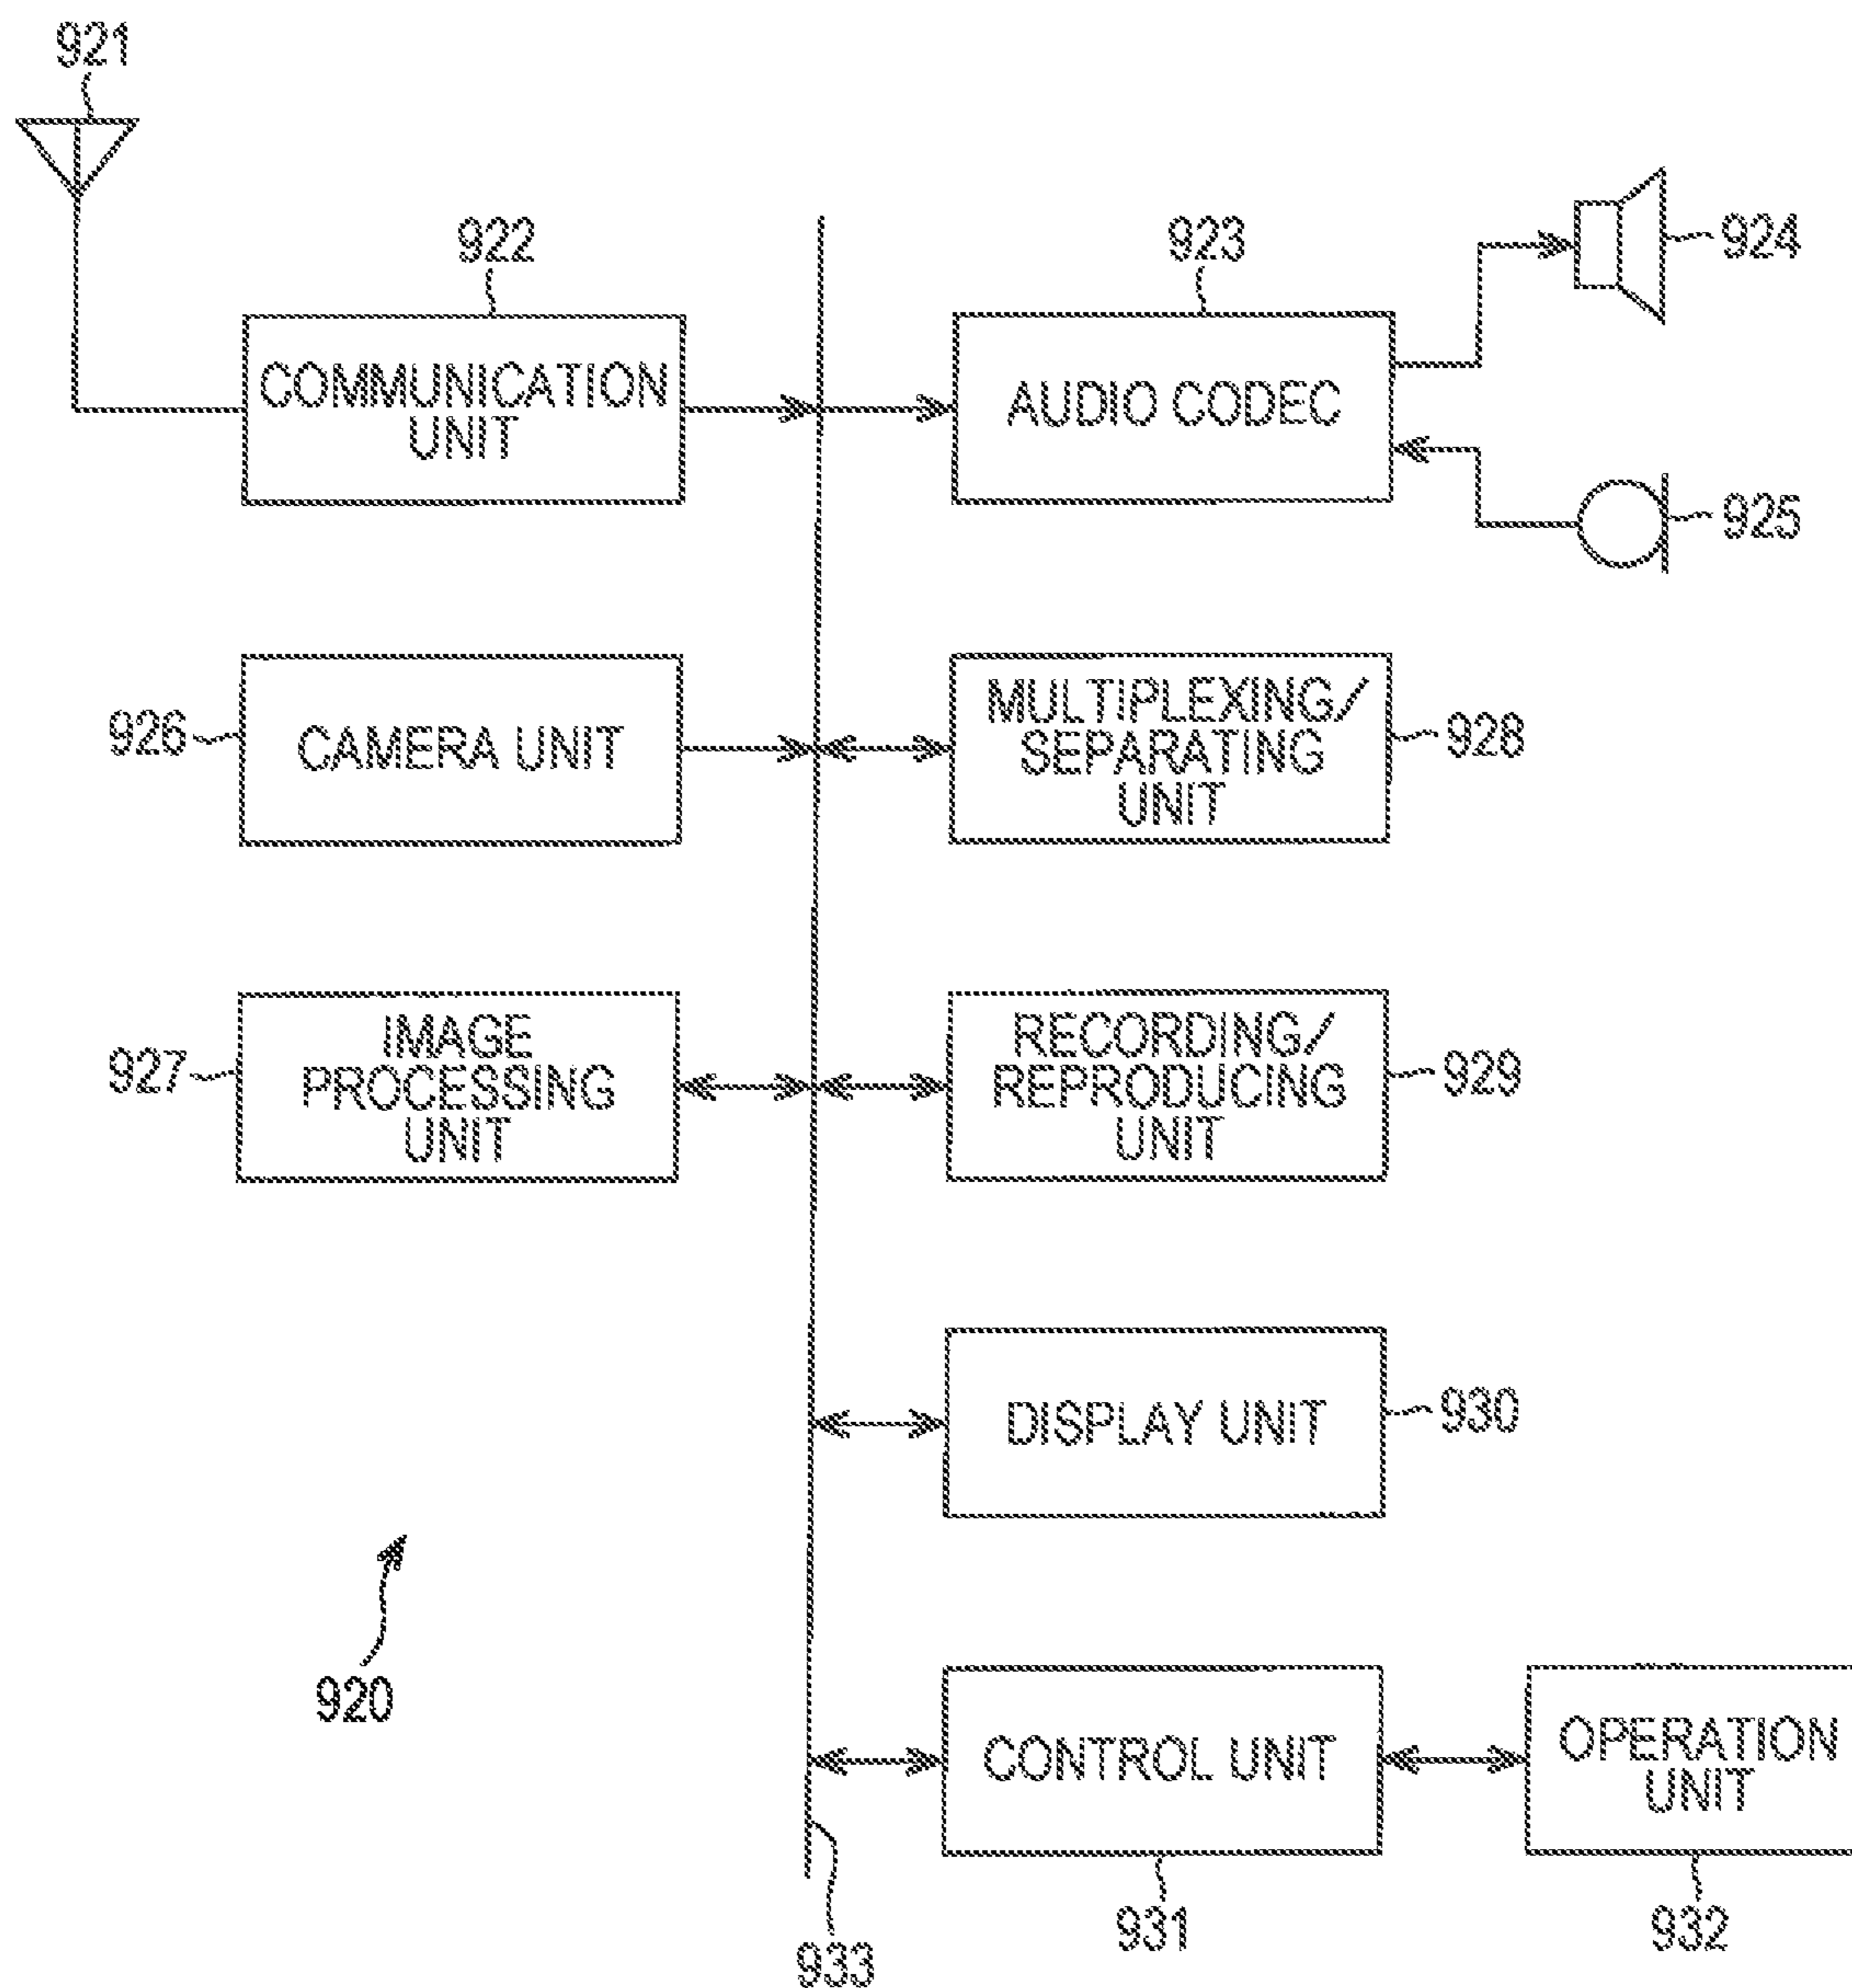 921
922
923
924
COMMUNICATION
UNIT
AUDIO CODEC
925
926
CAMERA UNIT
MULTIPLEXING/
SEPARATING
UNIT
928
927
IMAGE
PROCESSING
UNIT
RECORDING/
REPRODUCING
UNIT
929
DISPLAY UNIT
930
920
CONTROL UNIT
OPERATION
UNIT
931
932
933